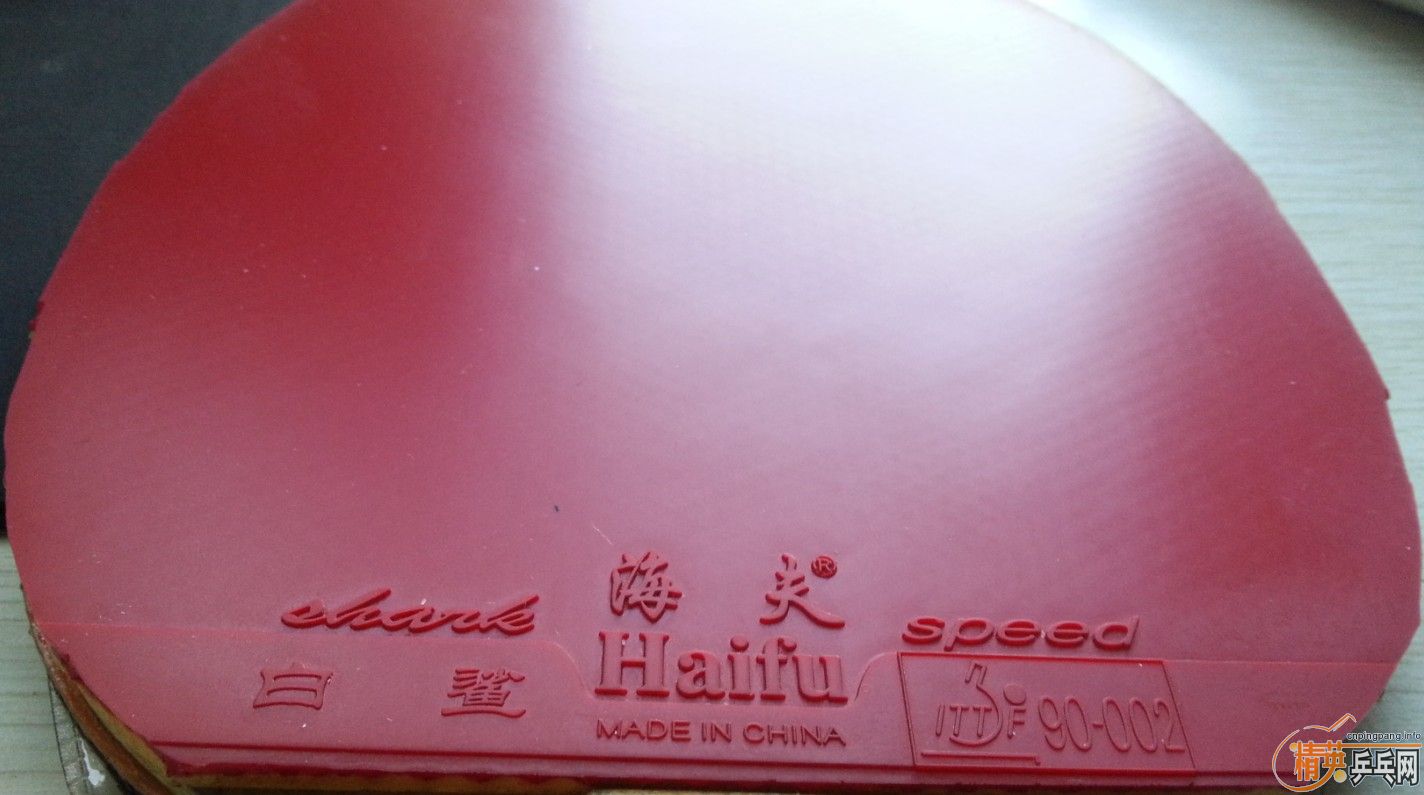 海夫®
shark
Haifu
speed
白鲨
MADE IN CHINA
ITTF 90-002
cnpingpang.info
精英乒乓网